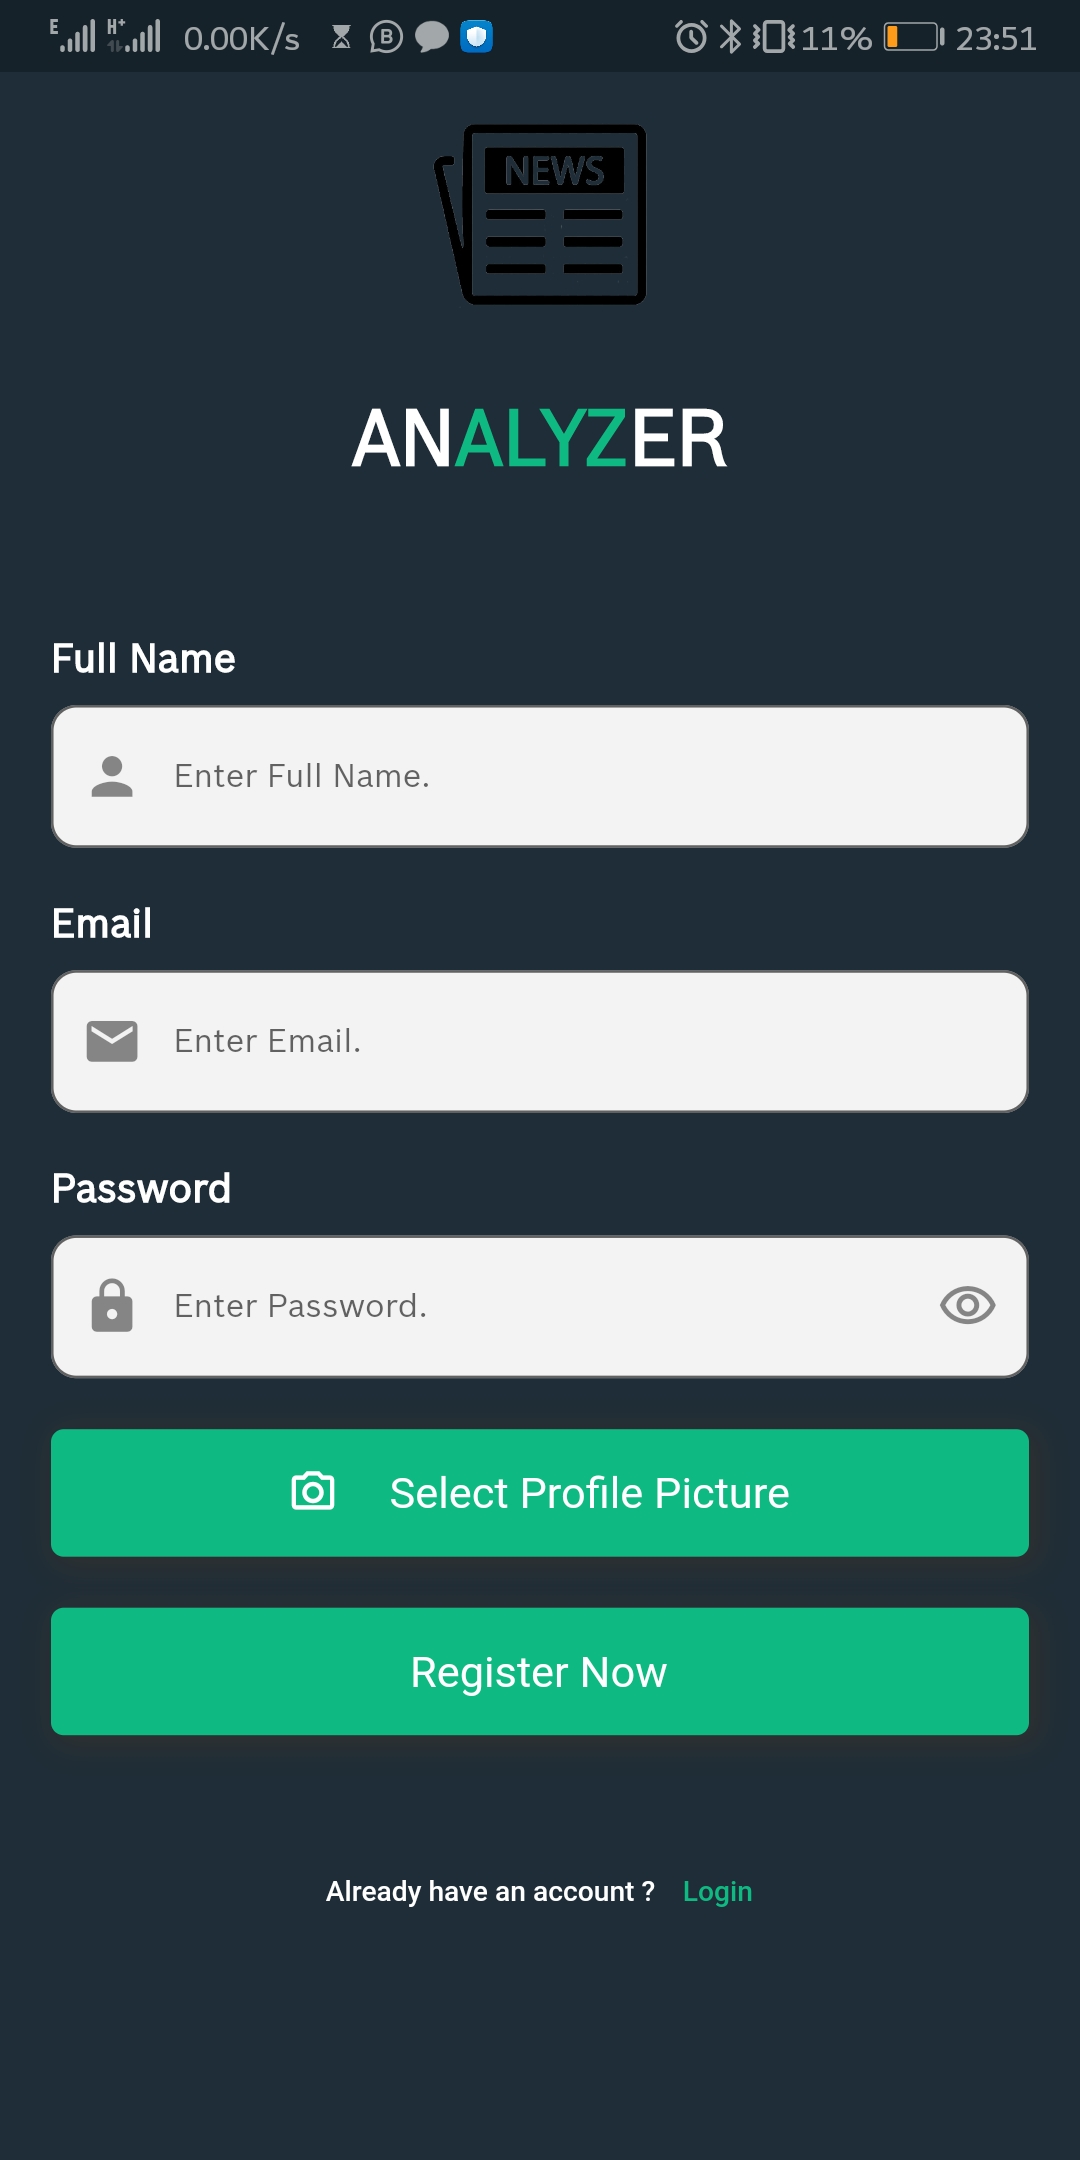 E H+ 0.00K/s B 11% 23:51
NEWS
ANALYZER
Full Name
Enter Full Name.
Email
Enter Email.
Password
Enter Password.
Select Profile Picture
Register Now
Already have an account ? Login